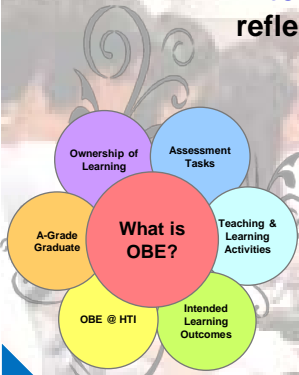 refle
Ownership of
Learning
Assessment
Tasks
A-Grade
Graduate
What is
OBE?
Teaching &
Learning
Activities
OBE @ HTI
Intended
Learning
Outcomes